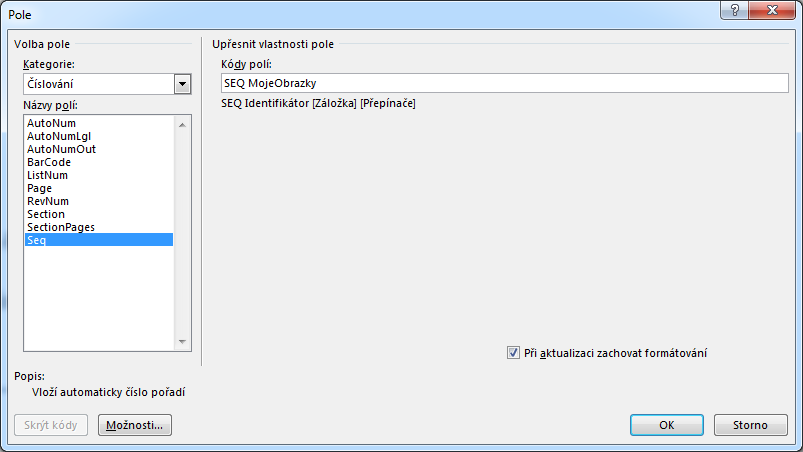 Pole
Volba pole
Kategorie:
Číslování
Názvy polí:
AutoNum
AutoNumLgl
AutoNumOut
BarCode
ListNum
Page
RevNum
Section
SectionPages
Seq
Upřesnit vlastnosti pole
Kódy polí:
SEQ MojeObrazky
SEQ Identifikátor [Záložka] [Přepínače]
Při aktualizaci zachovat formátování
Popis:
Vloží automaticky číslo pořadí
Skrýt kódy
Možnosti...
OK
Storno